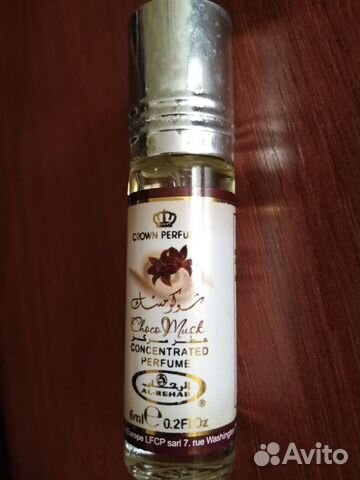 CROWN PERFU
شوكو مسك
Choco Musk
عطر مركز
CONCENTRATED
PERFUME
الرحاب
AL-REHAB
6ml e 0.2Fl.Oz
Europe LFCP sarl 7. rue Washington
Avito